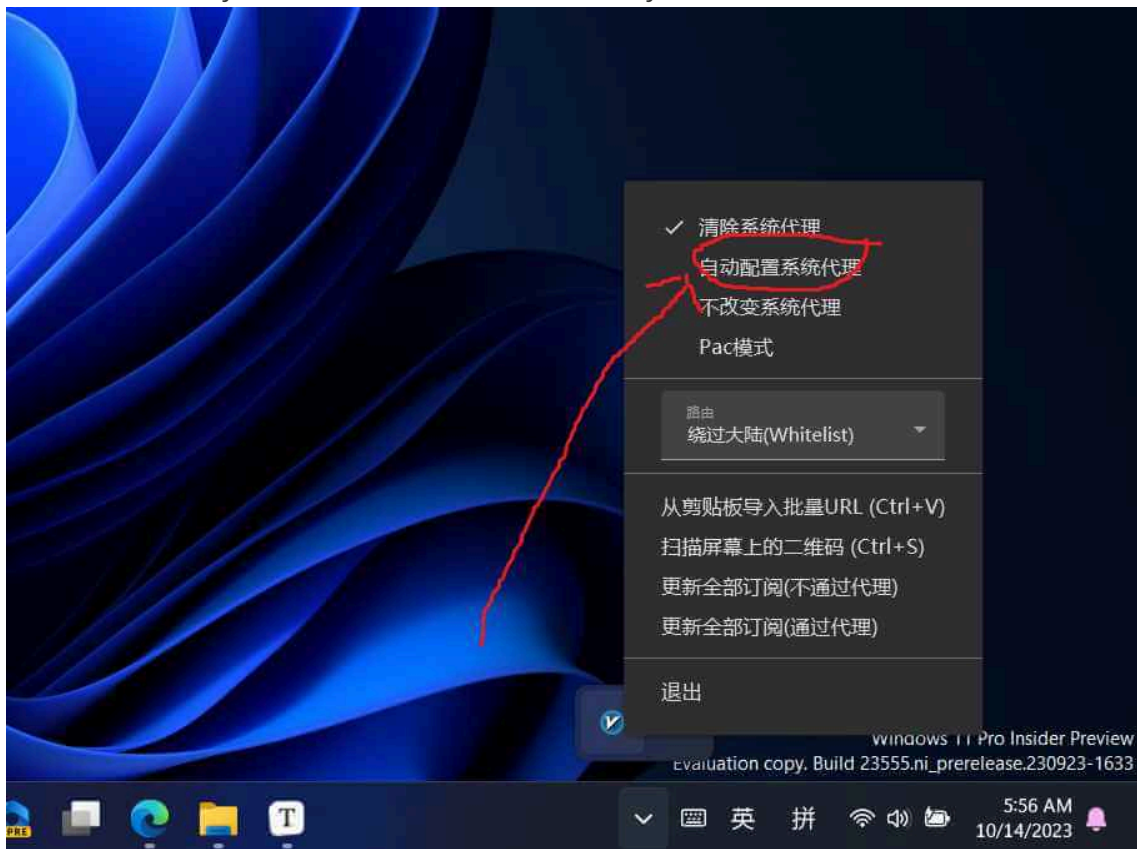 清除系统代理
自动配置系统代理
不改变系统代理
Pac模式
路由
绕过大陆(Whitelist)
从剪贴板导入批量URL (Ctrl+V)
扫描屏幕上的二维码 (Ctrl+S)
更新全部订阅(不通过代理)
更新全部订阅(通过代理)
退出
Windows 11 Pro Insider Preview
Evaluation copy. Build 23555.ni_prerelease.230923-1633
PRE
T
英
拼
5:56 AM
10/14/2023